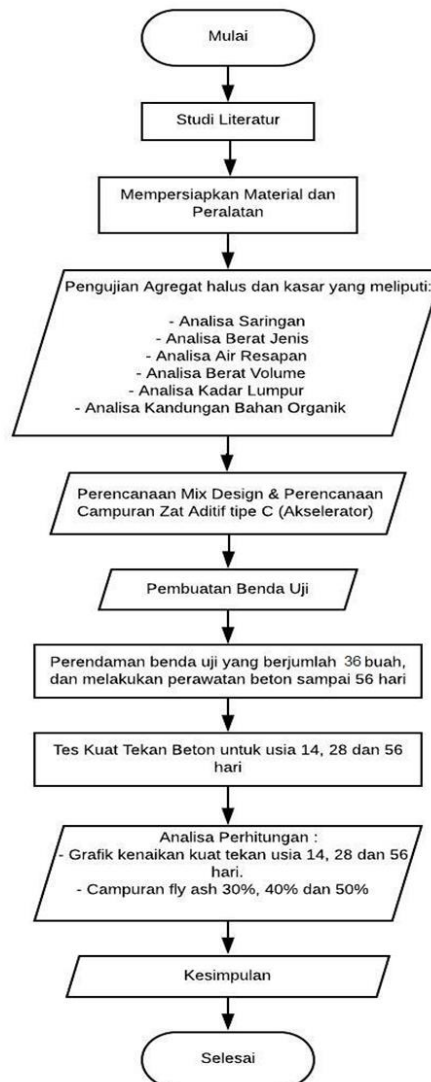 Mulai
Studi Literatur
Mempersiapkan Material dan
Peralatan
Pengujian Agregat halus dan kasar yang meliputi:
- Analisa Saringan
- Analisa Berat Jenis
- Analisa Air Resapan
- Analisa Berat Volume
- Analisa Kadar Lumpur
- Analisa Kandungan Bahan Organik
Perencanaan Mix Design & Perencanaan
Campuran Zat Aditif tipe C (Akselerator)
Pembuatan Benda Uji
Perendaman benda uji yang berjumlah 36 buah,
dan melakukan perawatan beton sampai 56 hari
Tes Kuat Tekan Beton untuk usia 14, 28 dan 56
hari
Analisa Perhitungan :
- Grafik kenaikan kuat tekan usia 14, 28 dan 56
hari.
- Campuran fly ash 30%, 40% dan 50%
Kesimpulan
Selesai